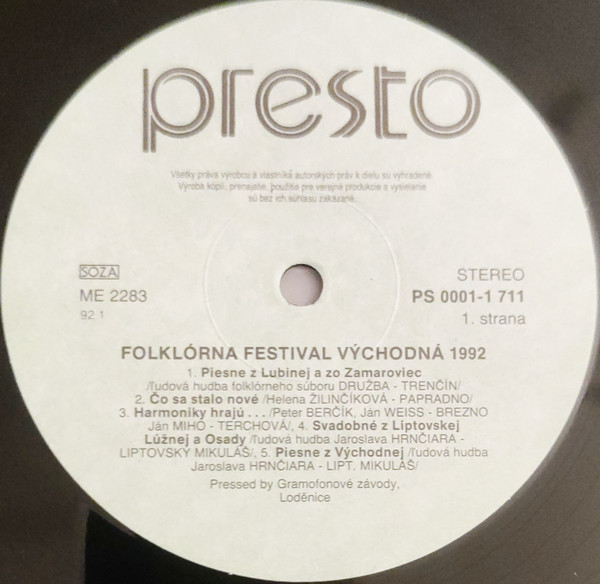 presto
Všetky práva výrobcu a vlastníka autorských práv k dielu sú vyhradené.
Výroba kópií, prenajatie, použitie pre verejné produkcie a vysielanie
sú bez ich súhlasu zakázané.
SOZA
STEREO
ME 2283
PS 0001-1 711
92 1
1. strana
FOLKLÓRNA FESTIVAL VÝCHODNÁ 1992
1. Piesne z Lubinej a zo Zamaroviec
/ľudová hudba folklórneho súboru DRUŽBA - TRENČÍN/
2. Čo sa stalo nové /Helena ŽILINČÍKOVÁ - PAPRADNO/
3. Harmoniky hrajú . . . /Peter BERČÍK, Ján WEISS - BREZNO
Ján MIHO - TERCHOVÁ/, 4. Svadobné z Liptovskej
Lúžnej a Osady /ľudová hudba Jaroslava HRNČIARA -
LIPTOVSKÝ MIKULÁŠ/, 5. Piesne z Východnej /ľudová hudba
Jaroslava HRNČIARA - LIPT. MIKULÁŠ/
Pressed by Gramofonové závody,
Loděnice